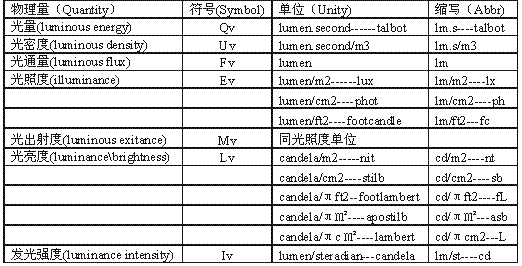 物理量（Quantity） 符号(Symbol) 单位(Unity) 缩写(Abbr)
光量(luminous energy) Qv lumen.second------talbot lm.s----talbot
光密度(luminous density) Uv lumen.second/m3 lm.s/m3
光通量(luminous flux) Fv lumen lm
光照度(illuminance) Ev lumen/m2------lux lm/m2----lx
lumen/cm2----phot lm/cm2----ph
lumen/ft2----footcandle lm/ft2---fc
光出射度(luminous exitance) Mv 同光照度单位
光亮度(luminance\brightness) Lv candela/m2-----nit cd/m2----nt
candela/cm2----stilb cd/cm2----sb
candela/πft2--footlambert cd/πft2----fL
candela/πm²----apostilb cd/πm²---asb
candela/πcm²----lambert cd/πcm2---L
发光强度(luminance intensity) Iv lumen/steradian---candela lm/st----cd